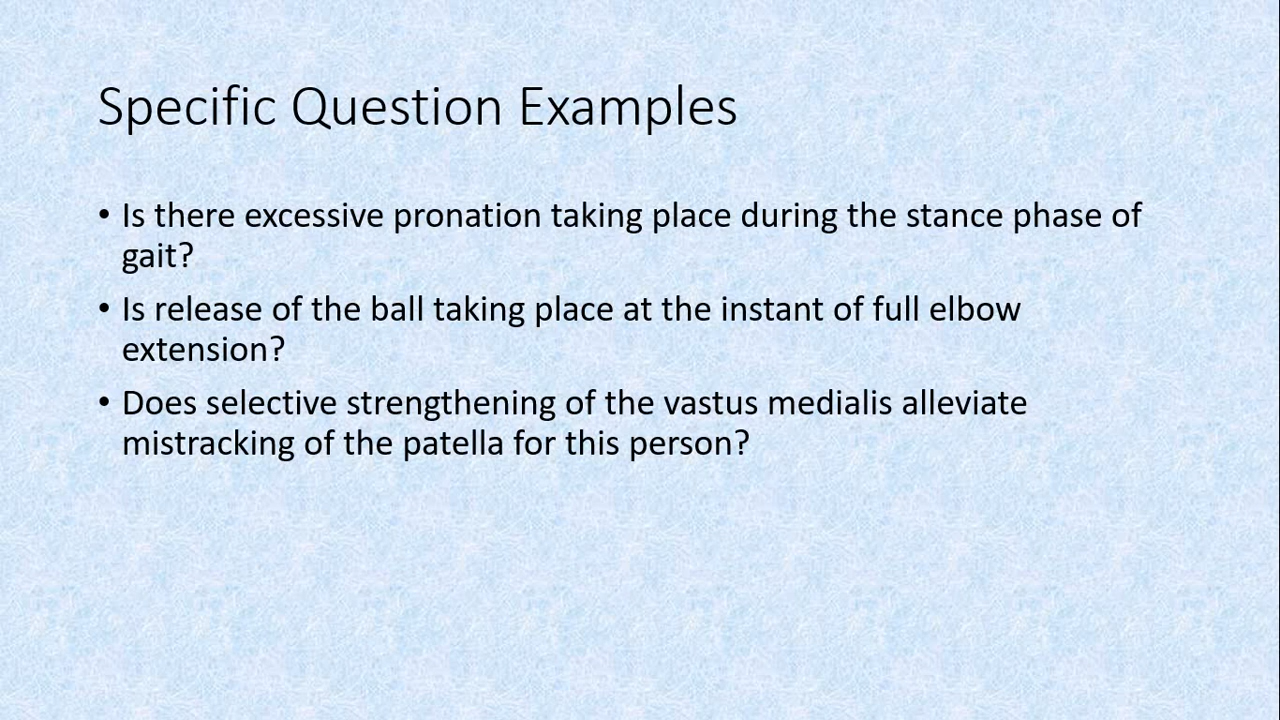 Specific Question Examples
• Is there excessive pronation taking place during the stance phase of
gait?
• Is release of the ball taking place at the instant of full elbow
extension?
• Does selective strengthening of the vastus medialis alleviate
mistracking of the patella for this person?